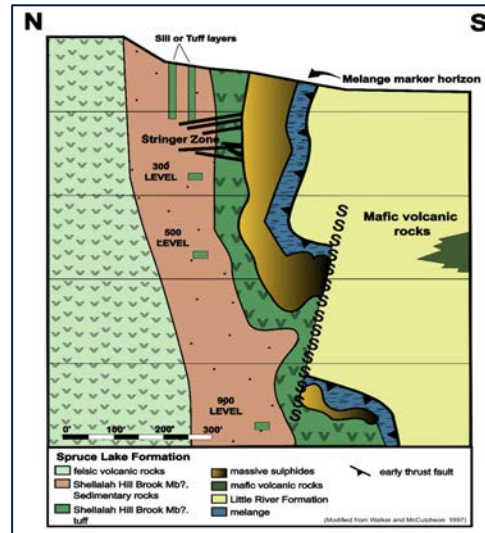 N
S
Sill or Tuff layers
Melange marker horizon
Stringer Zone
300
LEVEL
500
LEVEL
Mafic volcanic
rocks
S S S S S S S S S S S S S S S
900
LEVEL
0' 100' 200' 300'
Spruce Lake Formation
felsic volcanic rocks
Shellalah Hill Brook Mb?.
Sedimentary rocks
Shellalah Hill Brook Mb?.
tuff
massive sulphides
mafic volcanic rocks
Little River Formation
melange
early thrust fault
(Modified from Walker and McCutcheon 1997)